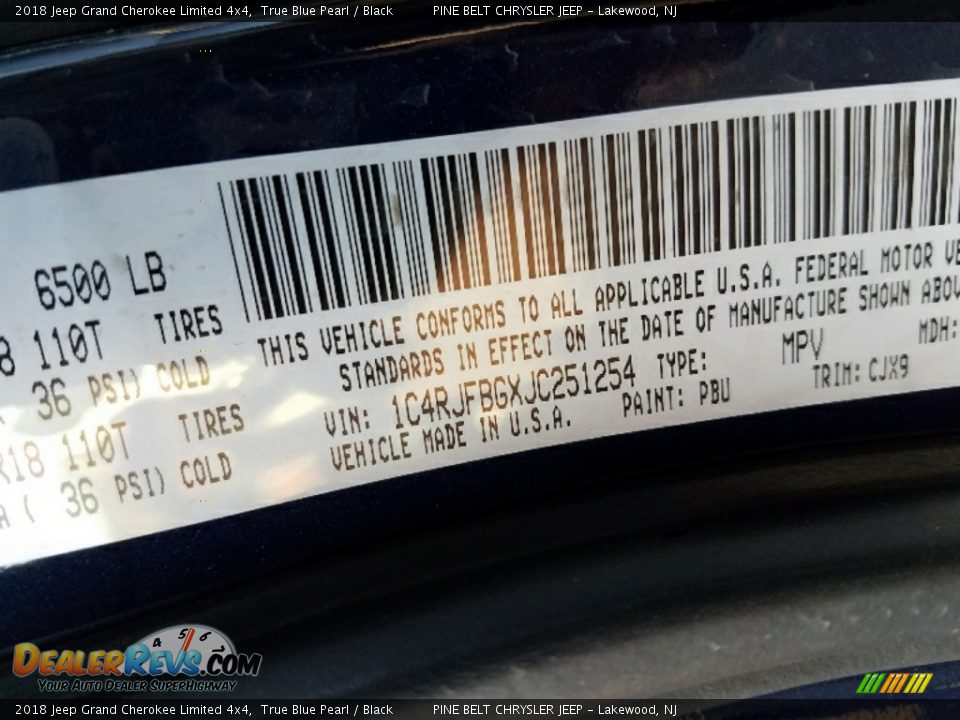 2018 Jeep Grand Cherokee Limited 4x4, True Blue Pearl / Black PINE BELT CHRYSLER JEEP - Lakewood, NJ
6500 LB
8 110T TIRES
36 PSI) COLD
R18 110T TIRES
A ( 36 PSI) COLD
THIS VEHICLE CONFORMS TO ALL APPLICABLE U.S.A. FEDERAL MOTOR VE
STANDARDS IN EFFECT ON THE DATE OF MANUFACTURE SHOWN ABOV
VIN: 1C4RJFBGXJC251254 TYPE: MPV MDH:
VEHICLE MADE IN U.S.A. PAINT: PBU TRIM: CJX9
4 5 6
DEALERREVS.COM
YOUR AUTO DEALER SUPERHIGHWAY
2018 Jeep Grand Cherokee Limited 4x4, True Blue Pearl / Black PINE BELT CHRYSLER JEEP - Lakewood, NJ